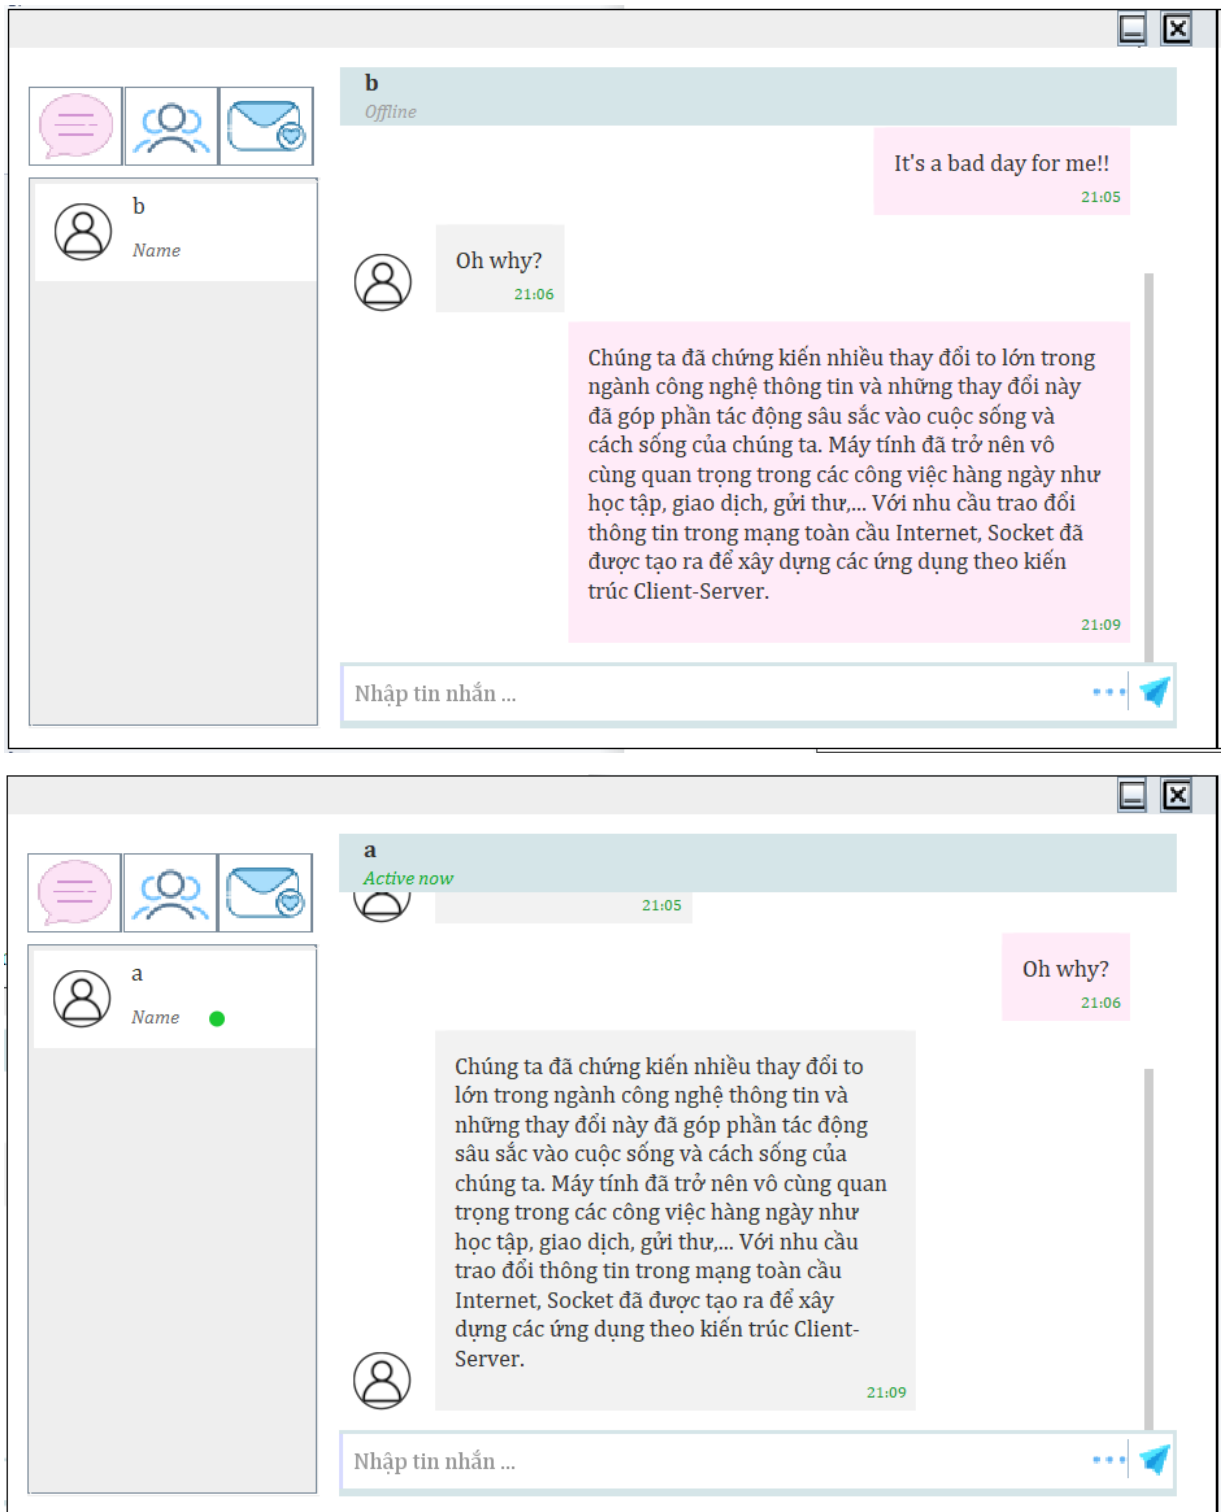 b
Offline
b
Name
It's a bad day for me!!
21:05
Oh why?
21:06
Chúng ta đã chứng kiến nhiều thay đổi to lớn trong
ngành công nghệ thông tin và những thay đổi này
đã góp phần tác động sâu sắc vào cuộc sống và
cách sống của chúng ta. Máy tính đã trở nên vô
cùng quan trọng trong các công việc hàng ngày như
học tập, giao dịch, gửi thư,... Với nhu cầu trao đổi
thông tin trong mạng toàn cầu Internet, Socket đã
được tạo ra để xây dựng các ứng dụng theo kiến
trúc Client-Server.
21:09
Nhập tin nhắn ...
a
Active now
a
Name
21:05
Oh why?
21:06
Chúng ta đã chứng kiến nhiều thay đổi to
lớn trong ngành công nghệ thông tin và
những thay đổi này đã góp phần tác động
sâu sắc vào cuộc sống và cách sống của
chúng ta. Máy tính đã trở nên vô cùng quan
trọng trong các công việc hàng ngày như
học tập, giao dịch, gửi thư,... Với nhu cầu
trao đổi thông tin trong mạng toàn cầu
Internet, Socket đã được tạo ra để xây
dựng các ứng dụng theo kiến trúc Client-
Server.
21:09
Nhập tin nhắn ...